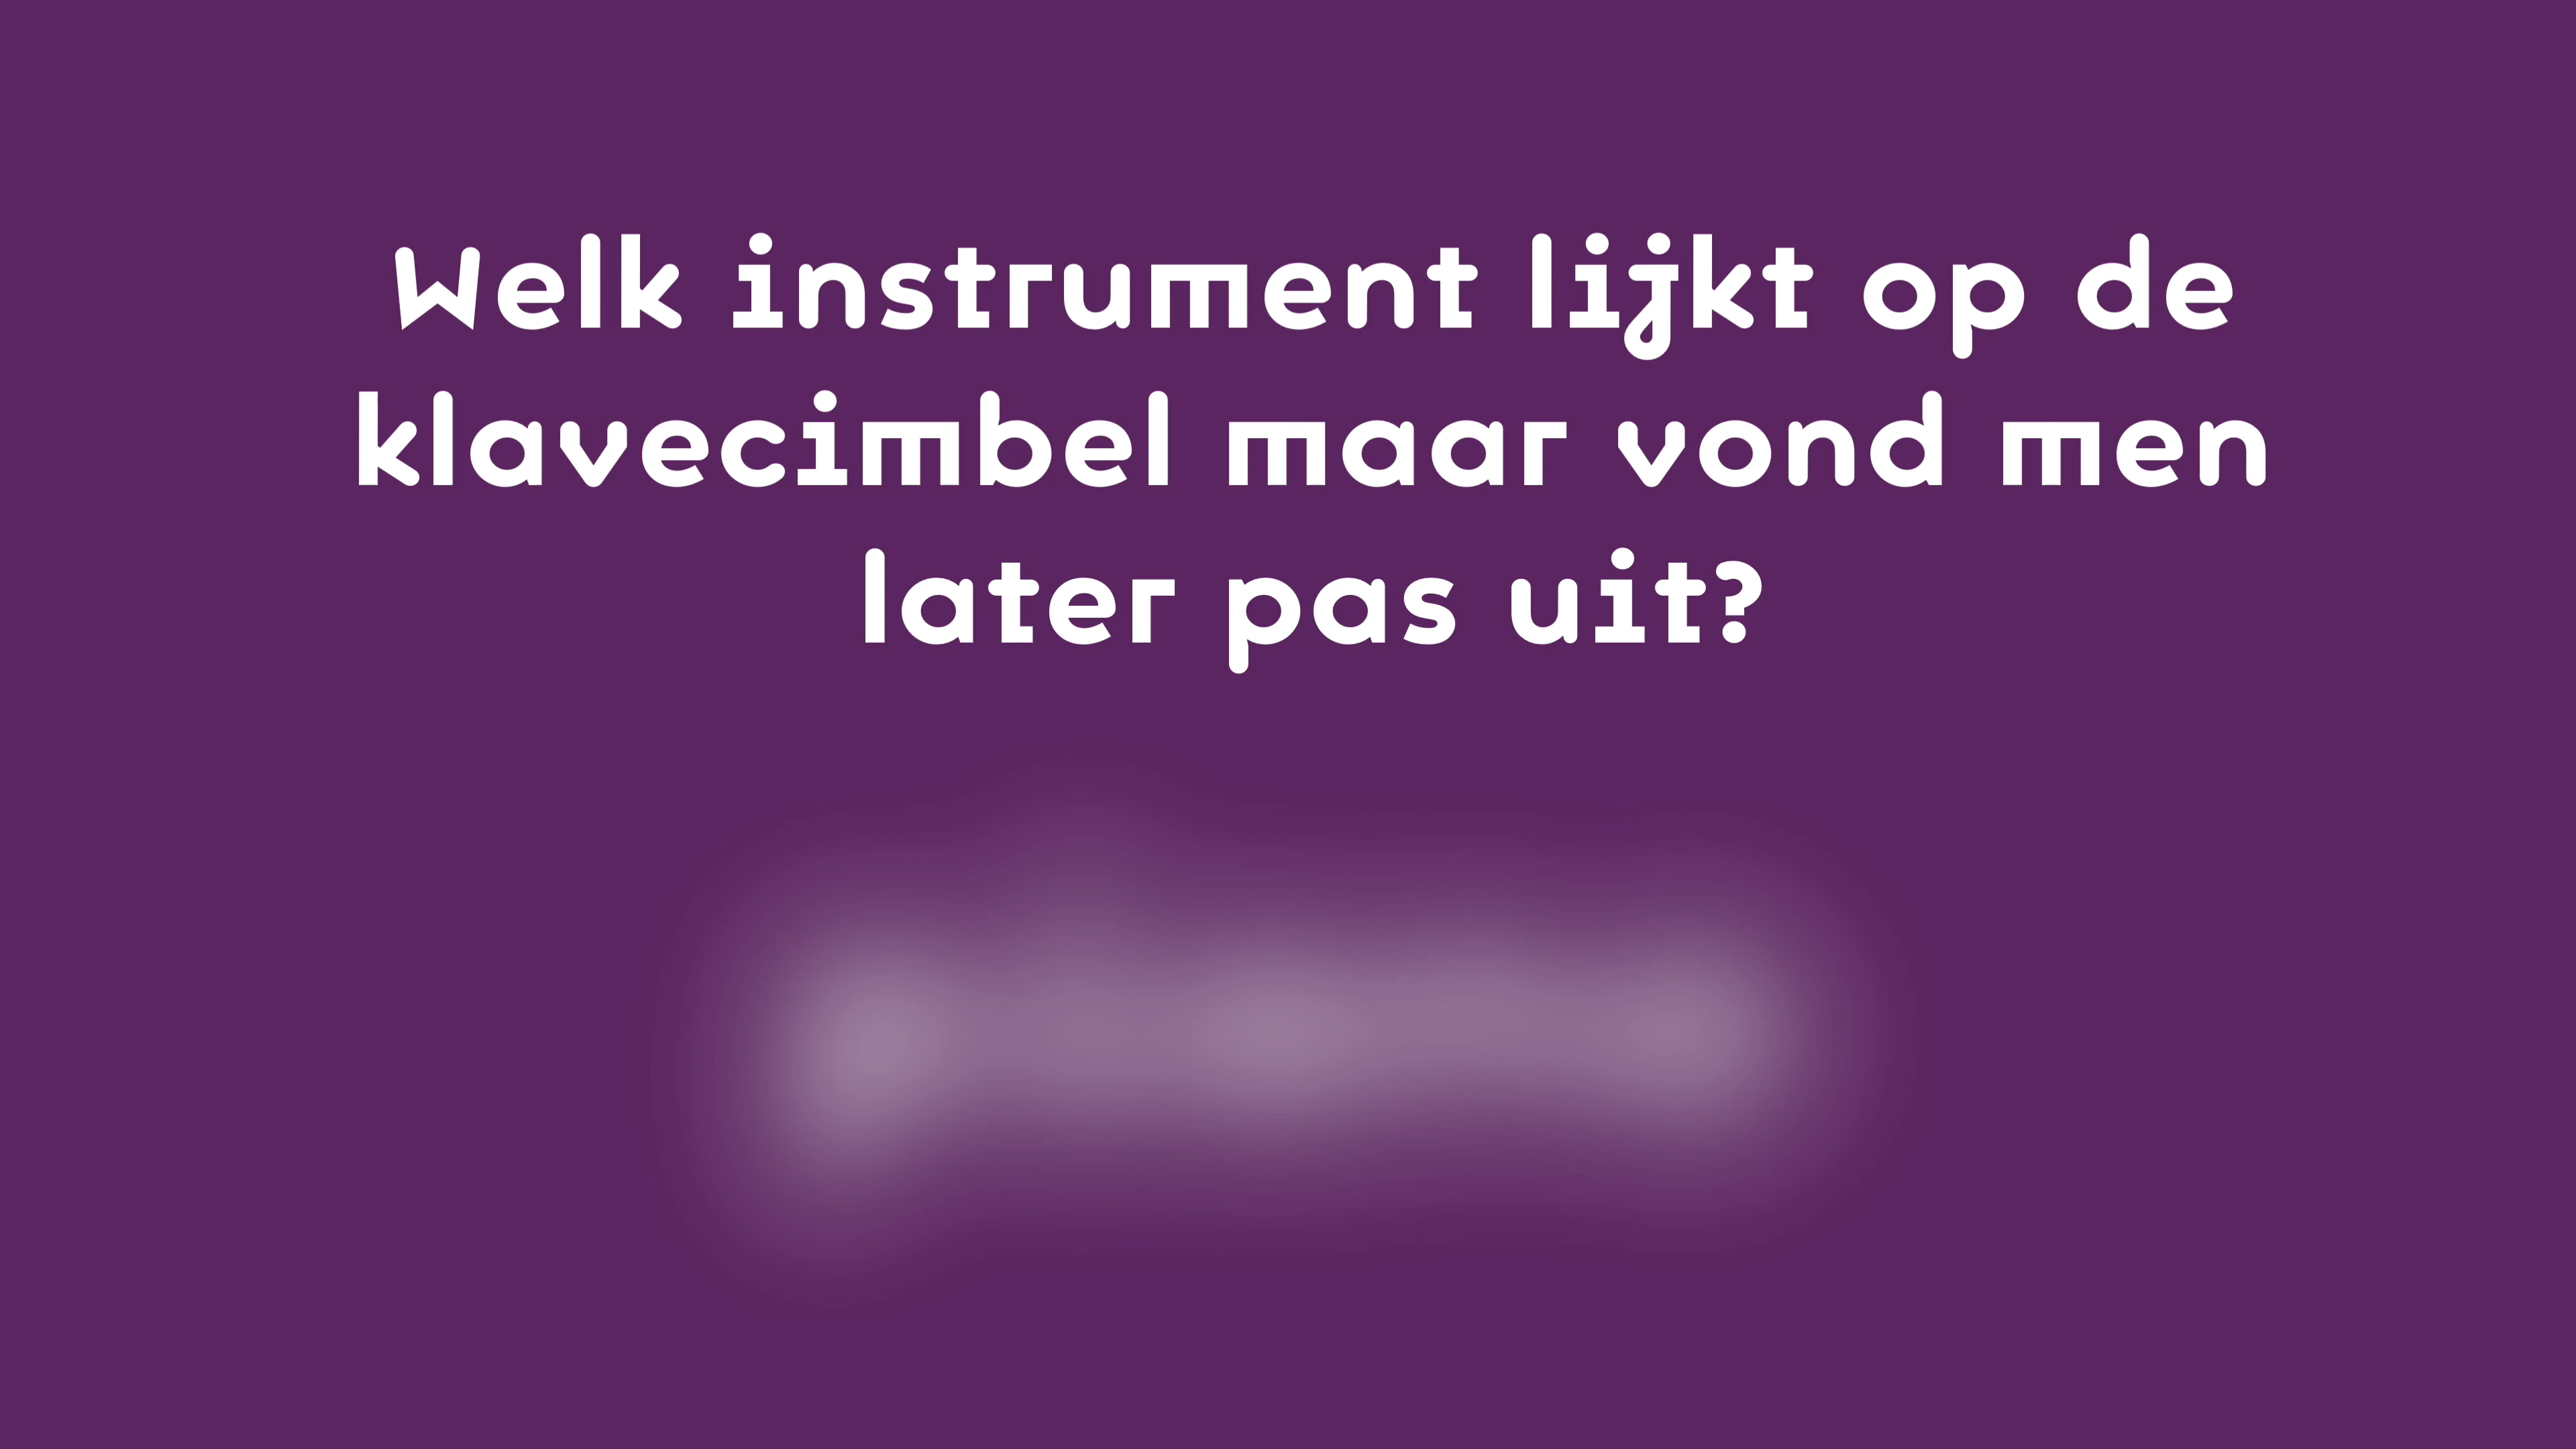 Welk instrument lijkt op de
klavecimbel maar vond men
later pas uit?